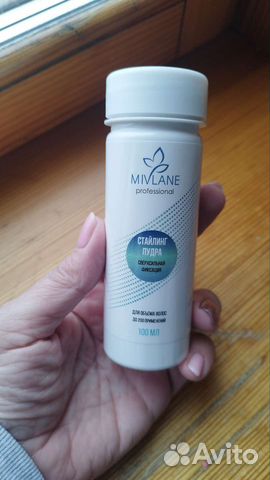 MIVLANE
professional
СТАЙЛИНГ
ПУДРА
СВЕРХСИЛЬНАЯ
ФИКСАЦИЯ
ДЛЯ ОБЪЕМА ВОЛОС
ДО 200 ПРИМЕНЕНИЙ
100 МЛ
Avito